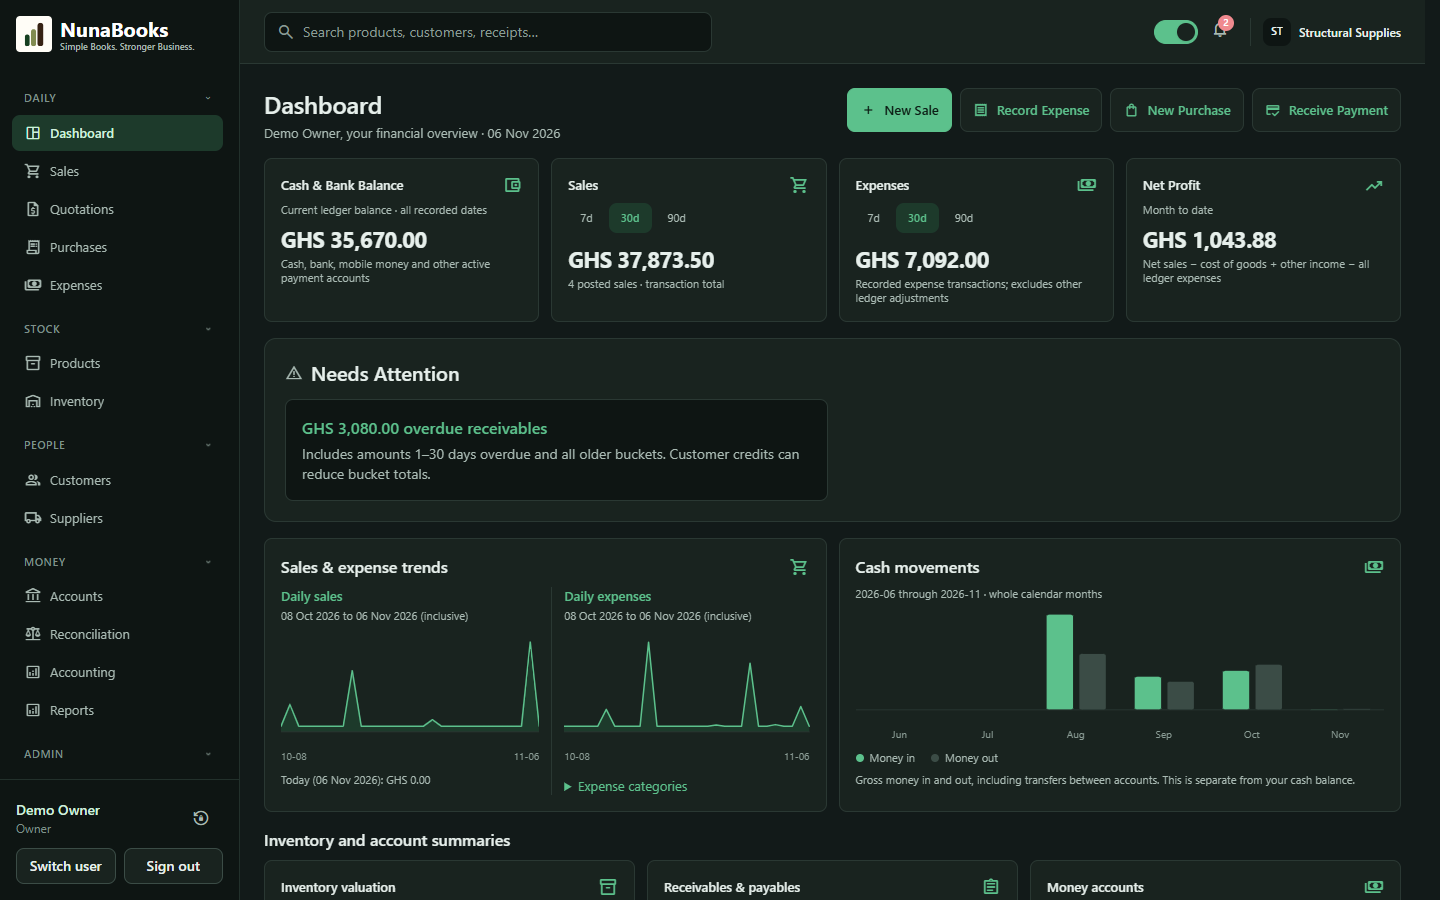 NunaBooks
Simple Books. Stronger Business.
DAILY
Dashboard
Sales
Quotations
Purchases
Expenses
STOCK
Products
Inventory
PEOPLE
Customers
Suppliers
MONEY
Accounts
Reconciliation
Accounting
Reports
ADMIN
Demo Owner
Owner
Switch user
Sign out
Search products, customers, receipts...
2
ST
Structural Supplies
Dashboard
Demo Owner, your financial overview · 06 Nov 2026
+ New Sale
Record Expense
New Purchase
Receive Payment
Cash & Bank Balance
Current ledger balance · all recorded dates
GHS 35,670.00
Cash, bank, mobile money and other active
payment accounts
Sales
7d 30d 90d
GHS 37,873.50
4 posted sales · transaction total
Expenses
7d 30d 90d
GHS 7,092.00
Recorded expense transactions; excludes other
ledger adjustments
Net Profit
Month to date
GHS 1,043.88
Net sales − cost of goods + other income − all
ledger expenses
Needs Attention
GHS 3,080.00 overdue receivables
Includes amounts 1–30 days overdue and all older buckets. Customer credits can
reduce bucket totals.
Sales & expense trends
Daily sales
08 Oct 2026 to 06 Nov 2026 (inclusive)
10-08 11-06
Today (06 Nov 2026): GHS 0.00
Daily expenses
08 Oct 2026 to 06 Nov 2026 (inclusive)
10-08 11-06
Expense categories
Cash movements
2026-06 through 2026-11 · whole calendar months
Jun Jul Aug Sep Oct Nov
Money in Money out
Gross money in and out, including transfers between accounts. This is separate from your cash balance.
Inventory and account summaries
Inventory valuation
Receivables & payables
Money accounts